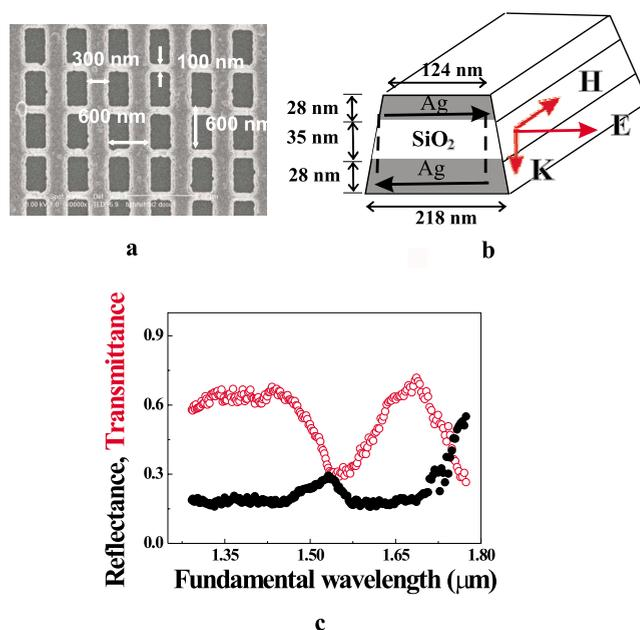 300 nm
100 nm
600 nm
600 nm
a
124 nm
28 nm
35 nm
28 nm
Ag
SiO₂
Ag
H
E
K
218 nm
b
Reflectance, Transmittance
0.9
0.6
0.3
0.0
1.35
1.50
1.65
1.80
Fundamental wavelength (μm)
c